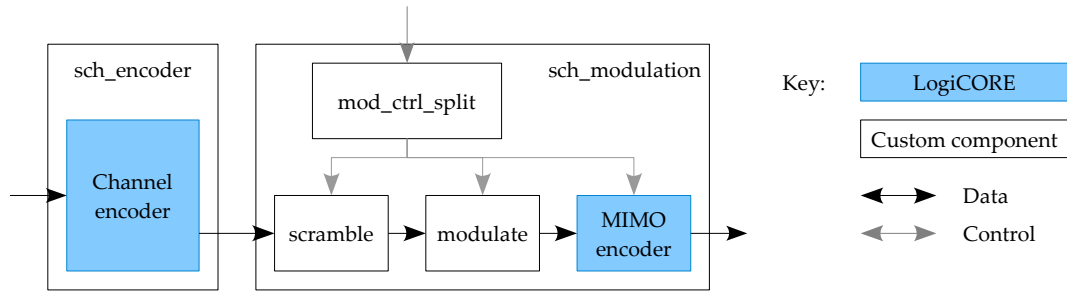 sch_encoder
Channel
encoder
sch_modulation
mod_ctrl_split
scramble
modulate
MIMO
encoder
Key:
LogiCORE
Custom component
Data
Control